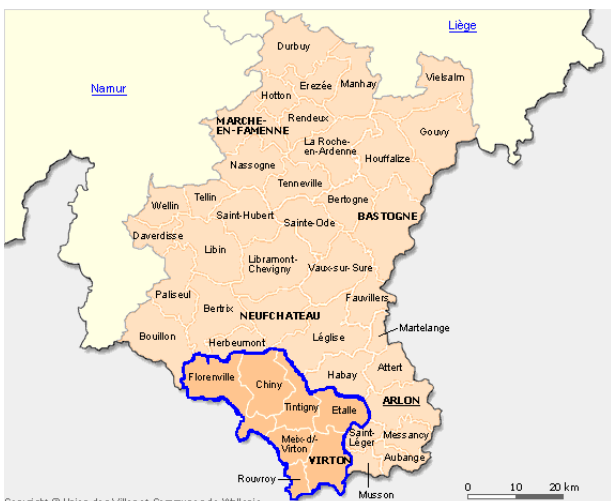 Liège
Durbuy
Namur
Vielsalm
Erezée
Manhay
Hotton
Rendeux
MARCHE-
EN-FAMENNE
Gouvy
La Roche-
en-Ardenne
Houffalize
Nassogne
Tenneville
Tellin
Bertogne
Wellin
Saint-Hubert
Sainte-Ode
BASTOGNE
Daverdisse
Libin
Libramont-
Chevigny
Vaux-sur-Sure
Paliseul
Fauvillers
Bertrix
NEUFCHATEAU
Martelange
Bouillon
Herbeumont
Léglise
Attert
Florenville
Chiny
Habay
ARLON
Tintigny
Etalle
Meix-d/-
Virton
Saint-
Léger
Messancy
VIRTON
Aubange
Rouvroy
Musson
0 10 20 km